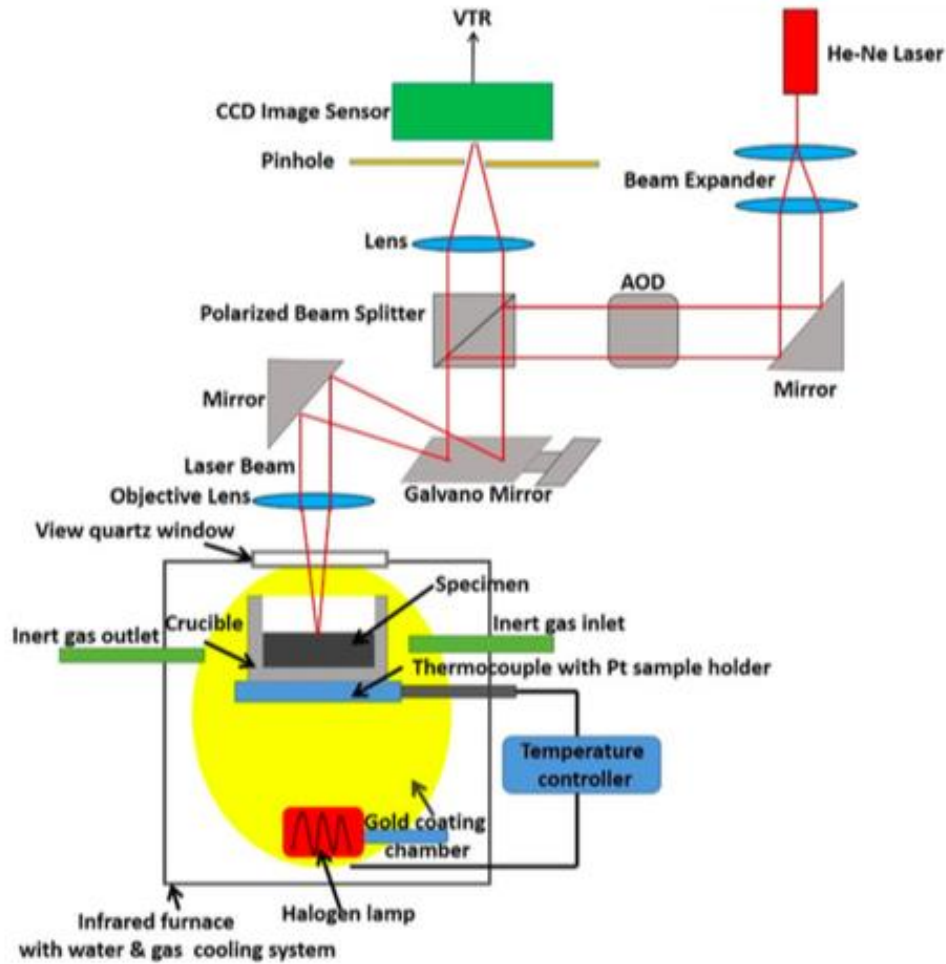 VTR
He-Ne Laser
CCD Image Sensor
Pinhole
Beam Expander
Lens
AOD
Polarized Beam Splitter
Mirror
Mirror
Laser Beam
Galvano Mirror
Objective Lens
View quartz window
Specimen
Crucible
Inert gas inlet
Inert gas outlet
Thermocouple with Pt sample holder
Temperature
controller
Gold coating
chamber
Halogen lamp
Infrared furnace
with water & gas cooling system